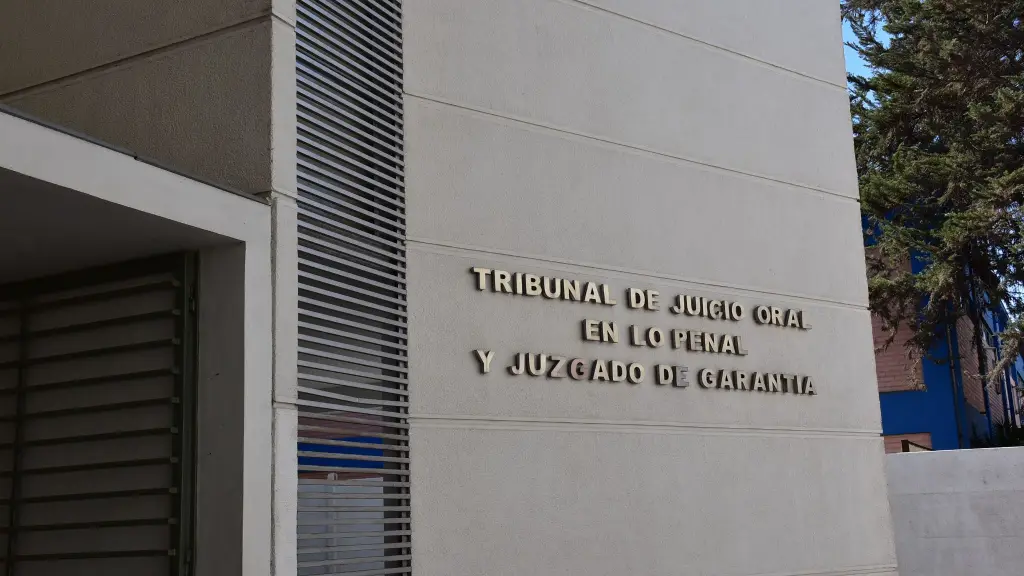 TRIBUNAL DE JUICIO ORAL
EN LO PENAL
Y JUZGADO DE GARANTIA